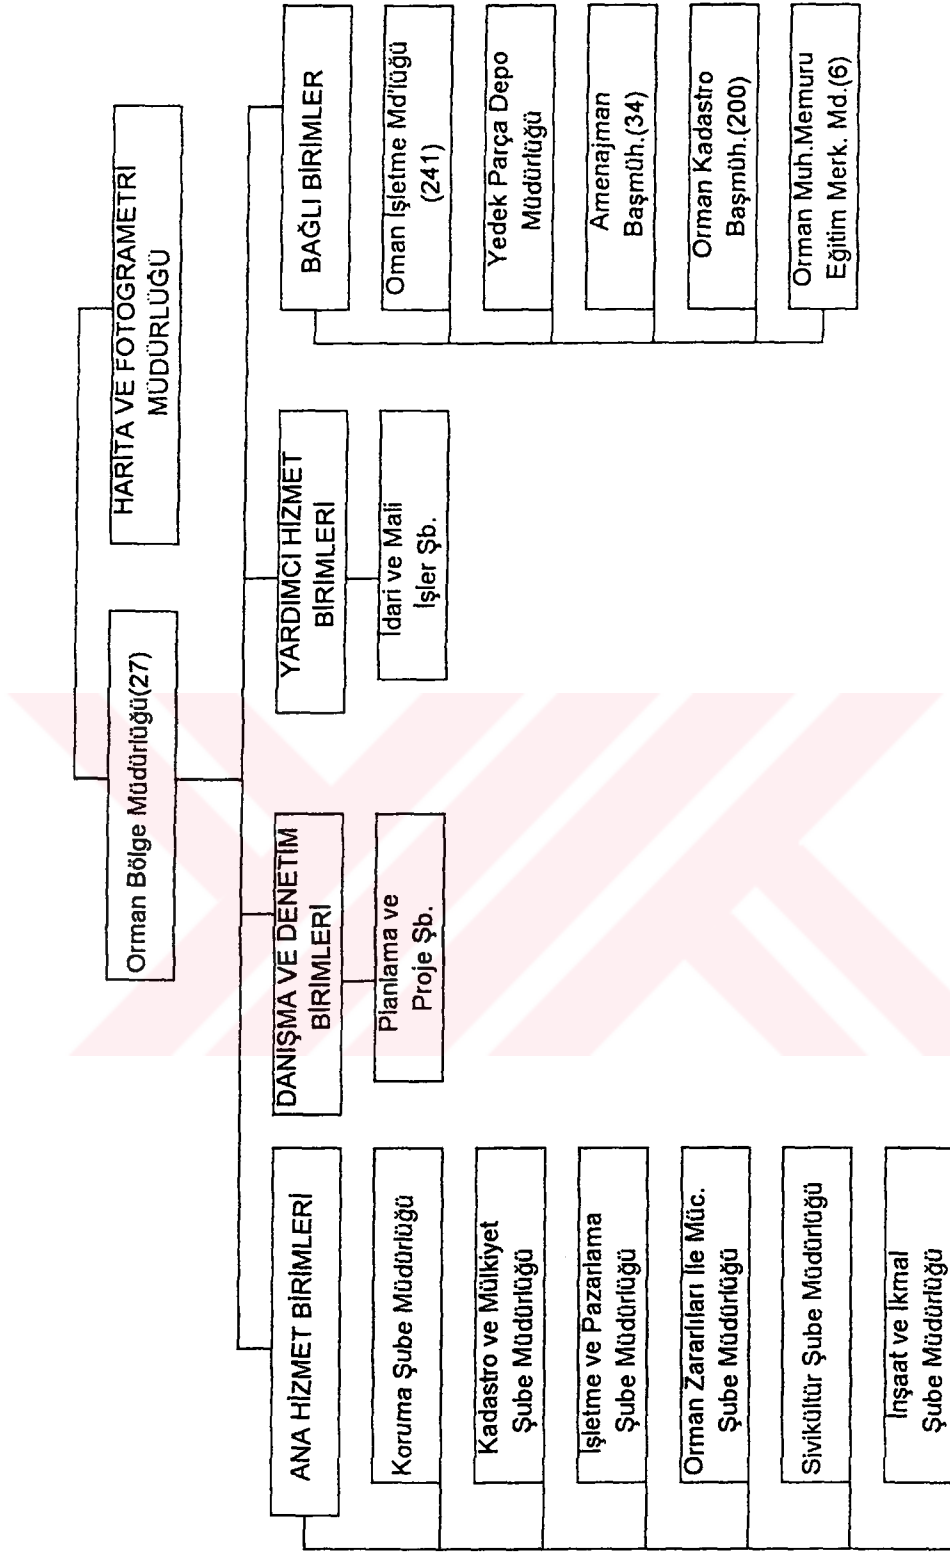 Orman Bölge Müdürlüğü(27)
HARİTA VE FOTOGRAMETRİ
MÜDÜRLÜĞÜ
ANA HİZMET BİRİMLERİ
Koruma Şube Müdürlüğü
Kadastro ve Mülkiyet
Şube Müdürlüğü
İşletme ve Pazarlama
Şube Müdürlüğü
Orman Zararlıları İle Müc.
Şube Müdürlüğü
Sivikültür Şube Müdürlüğü
İnşaat ve İkmal
Şube Müdürlüğü
DANIŞMA VE DENETİM
BİRİMLERİ
Planlama ve
Proje Şb.
YARDIMCI HİZMET
BİRİMLERİ
İdari ve Mali
İşler Şb.
BAĞLI BİRİMLER
Oman İşletme Md'lüğü
(241)
Yedek Parça Depo
Müdürlüğü
Amenajman
Başmüh.(34)
Orman Kadastro
Başmüh.(200)
Orman Muh.Memuru
Eğitim Merk. Md.(6)